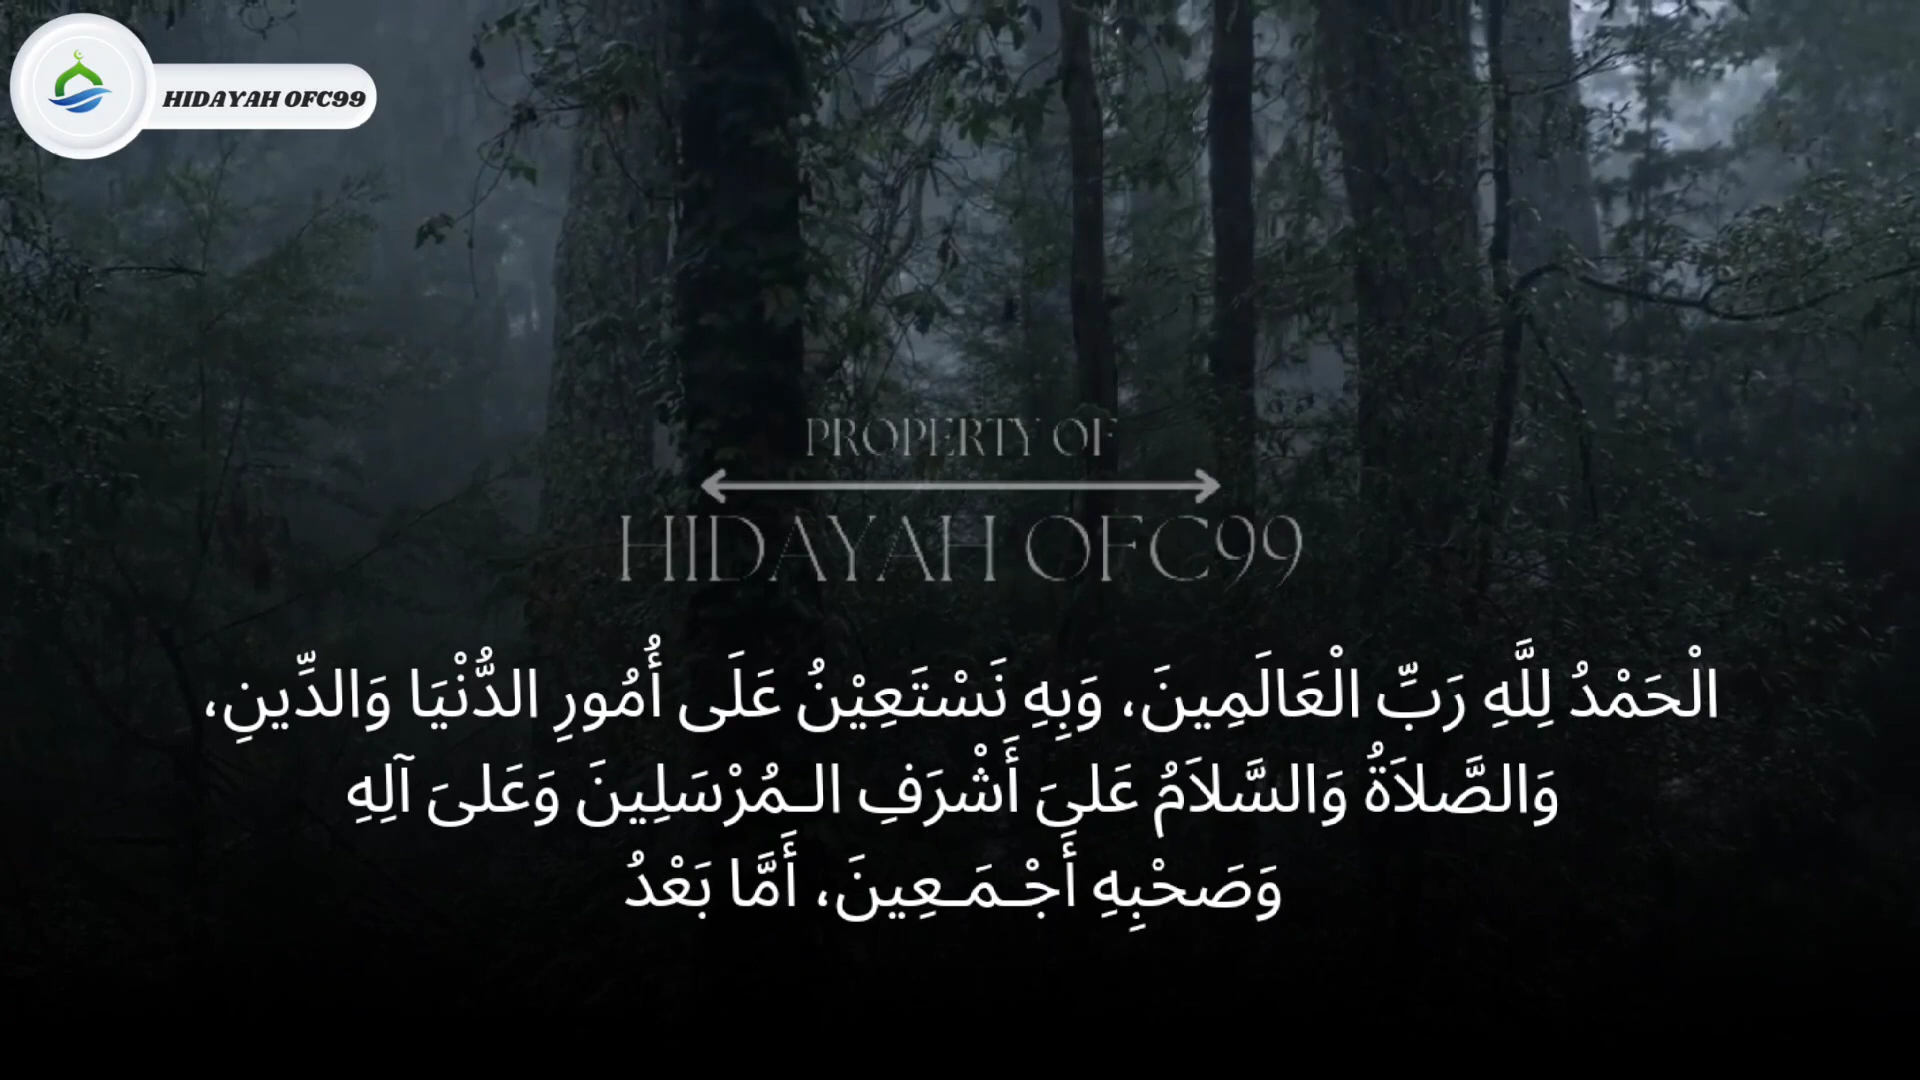 HIDAYAH OFC99
PROPERTY OF
HIDAYAH OFC99
الْحَمْدُ لِلَّهِ رَبِّ الْعَالَمِينَ، وَبِهِ نَسْتَعِيْنُ عَلَى أُمُورِ الدُّنْيَا وَالدِّينِ،
وَالصَّلاَةُ وَالسَّلاَمُ عَلىَ أَشْرَفِ الـمُرْسَلِينَ وَعَلىَ آلِهِ
وَصَحْبِهِ أَجْـمَـعِينَ، أَمَّا بَعْدُ